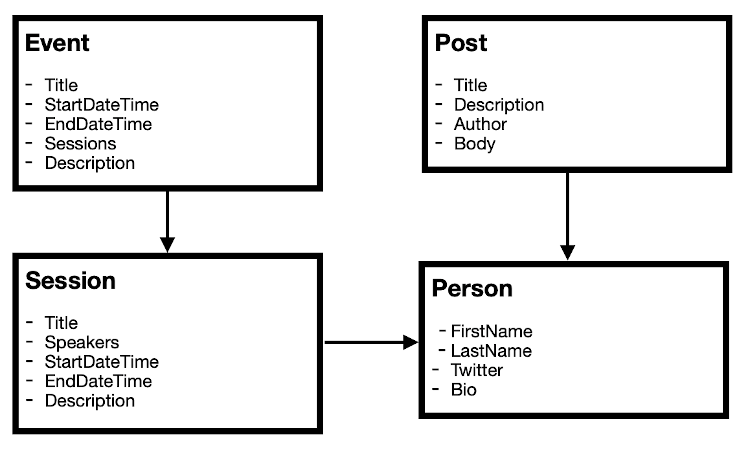 Event
- Title
- StartDateTime
- EndDateTime
- Sessions
- Description
Post
- Title
- Description
- Author
- Body
Session
- Title
- Speakers
- StartDateTime
- EndDateTime
- Description
Person
- FirstName
- LastName
- Twitter
- Bio